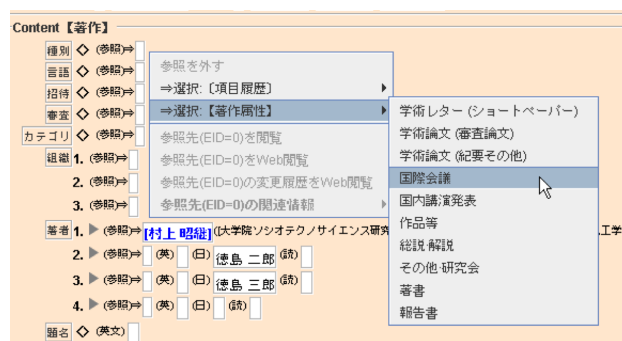 Content【著作】
種別 ◇ (参照)⇒
言語 ◇ (参照)⇒
招待 ◇ (参照)⇒
審査 ◇ (参照)⇒
カテゴリ ◇ (参照)⇒
組織 1. (参照)⇒
2. (参照)⇒
3. (参照)⇒
著者 1. ▶ (参照)⇒ [村上 昭継] ([大学院ソシオテクノサイエンス研究
工学
2. ▶ (参照)⇒ (英) (日) 徳島 二郎 (読)
3. ▶ (参照)⇒ (英) (日) 徳島 三郎 (読)
4. ▶ (参照)⇒ (英) (日) (読)
題名 ◇ (英文)
参照を外す
⇒選択:〔項目履歴〕
⇒選択:【著作属性】
参照先(EID=0)を閲覧
参照先(EID=0)をWeb閲覧
参照先(EID=0)の変更履歴をWeb閲覧
参照先(EID=0)の関連情報
学術レター(ショートペーパー)
学術論文(審査論文)
学術論文(紀要その他)
国際会議
国内講演発表
作品等
総説・解説
その他・研究会
著書
報告書